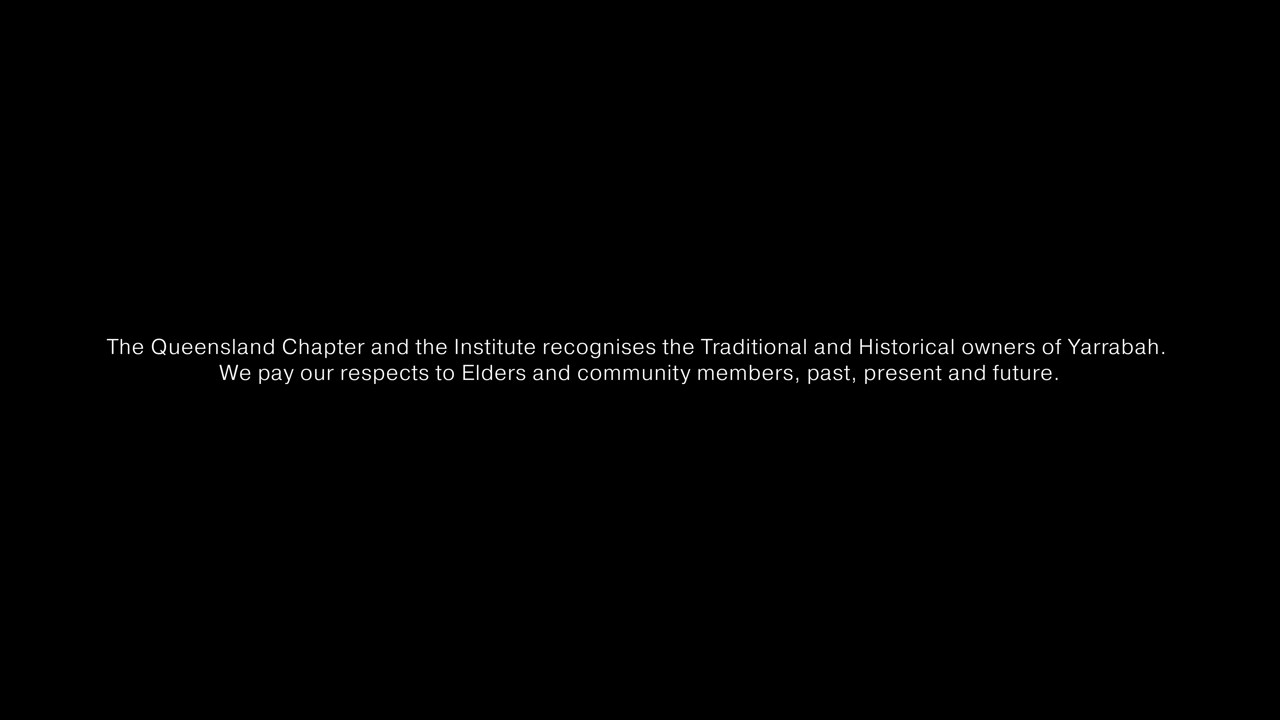 The Queensland Chapter and the Institute recognises the Traditional and Historical owners of Yarrabah.
We pay our respects to Elders and community members, past, present and future.